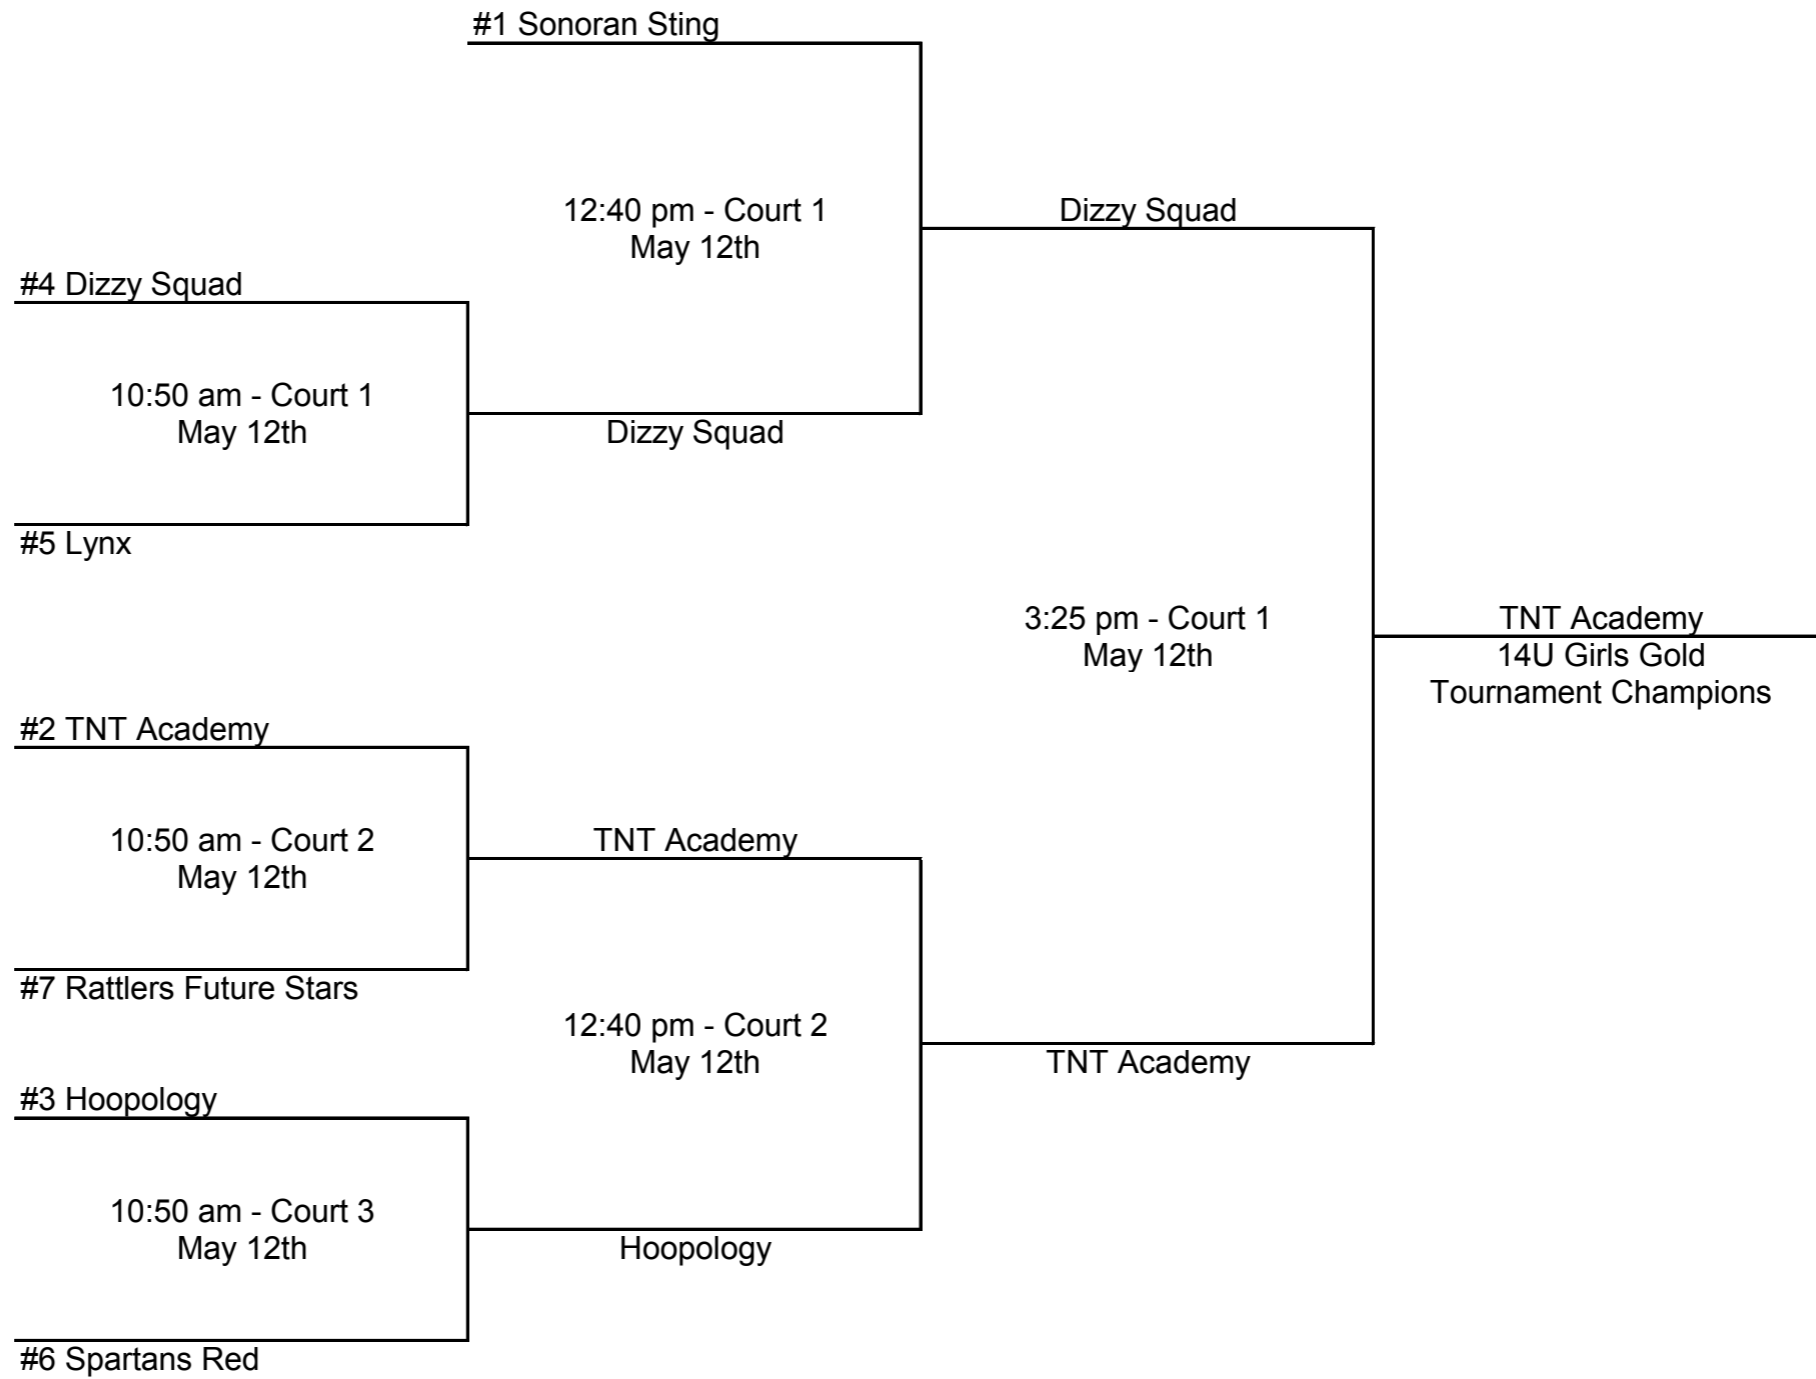 #1 Sonoran Sting
12:40 pm - Court 1
May 12th
Dizzy Squad
#4 Dizzy Squad
10:50 am - Court 1
May 12th
Dizzy Squad
#5 Lynx
3:25 pm - Court 1
May 12th
TNT Academy
14U Girls Gold
Tournament Champions
#2 TNT Academy
10:50 am - Court 2
May 12th
TNT Academy
#7 Rattlers Future Stars
12:40 pm - Court 2
May 12th
TNT Academy
#3 Hoopology
10:50 am - Court 3
May 12th
Hoopology
#6 Spartans Red